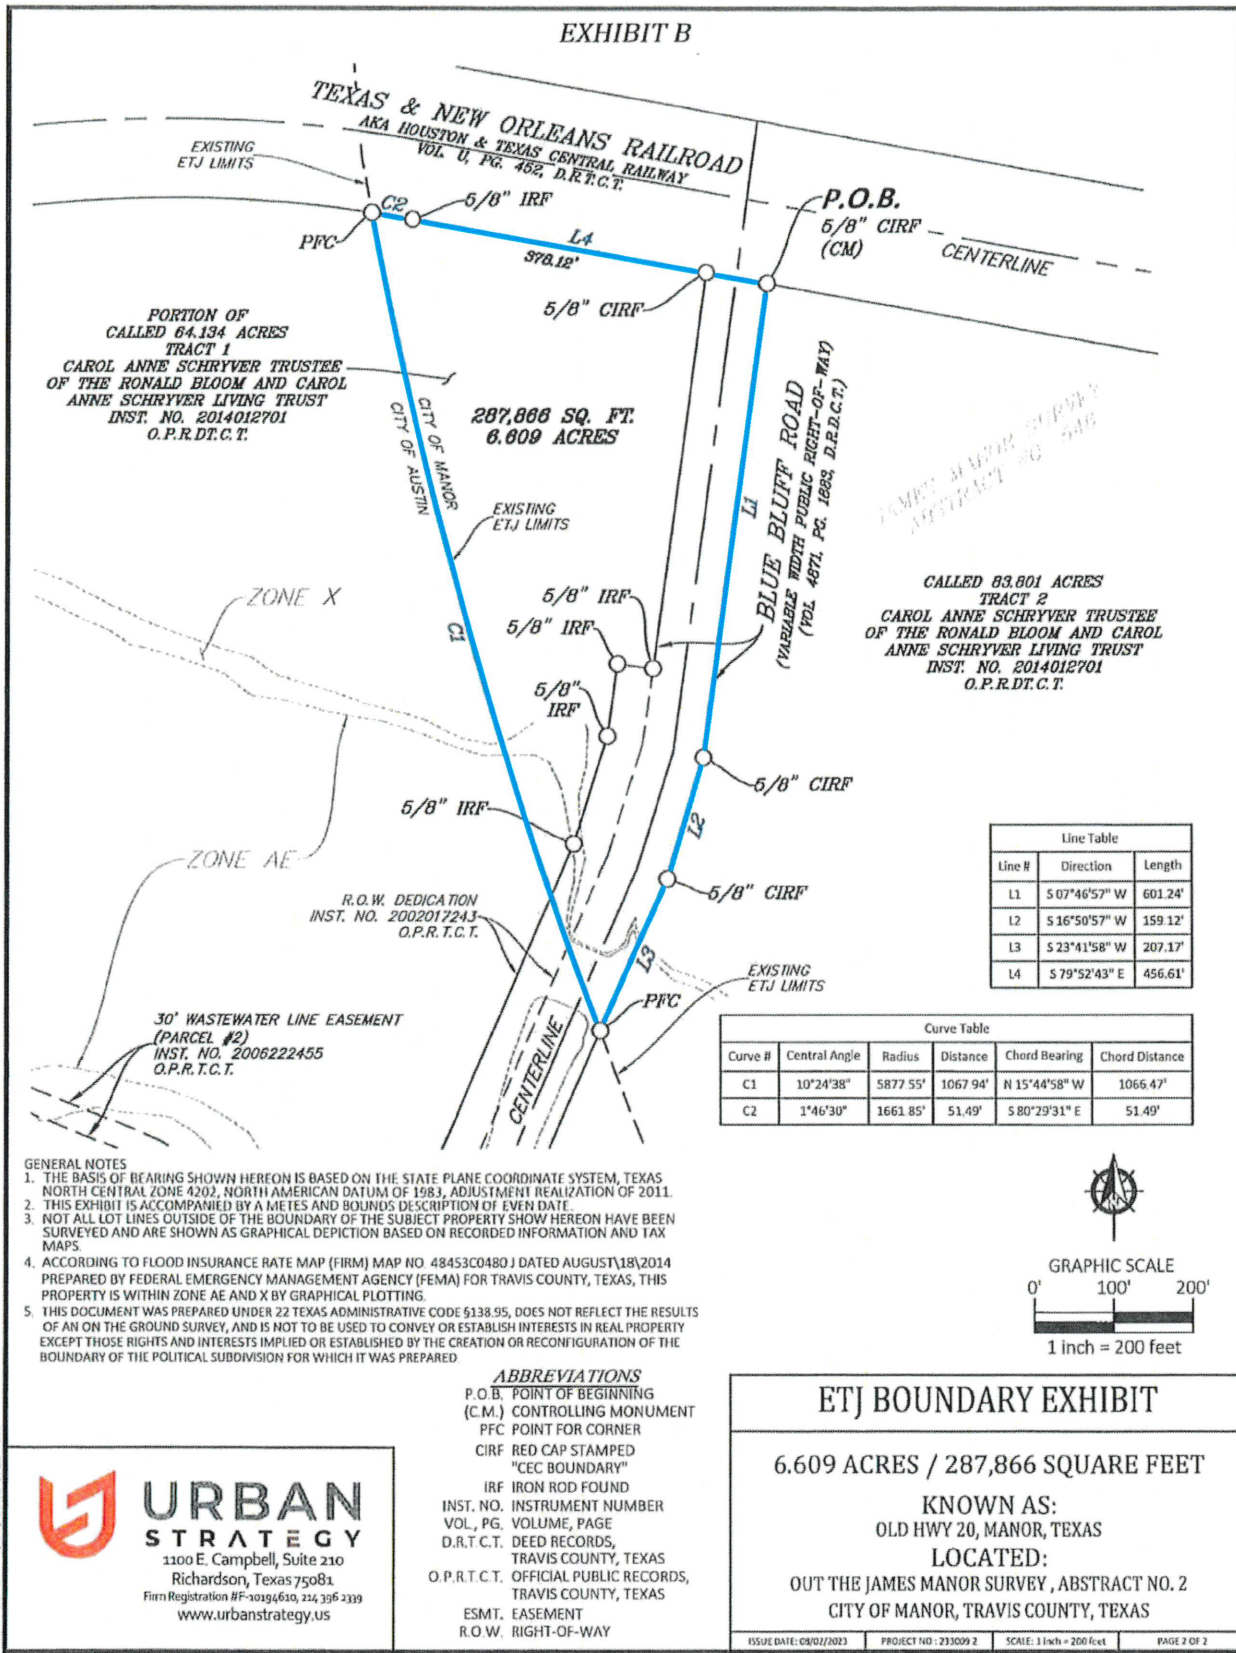 EXHIBIT B
TEXAS & NEW ORLEANS RAILROAD
AKA HOUSTON & TEXAS CENTRAL RAILWAY
VOL. U, PG. 452, D.R.T.C.T.
EXISTING
ETJ LIMITS
C2
5/8" IRF
PFC
L4
378.12'
P.O.B.
5/8" CIRF
(CM)
CENTERLINE
5/8" CIRF
PORTION OF
CALLED 64.134 ACRES
TRACT 1
CAROL ANNE SCHRYVER TRUSTEE
OF THE RONALD BLOOM AND CAROL
ANNE SCHRYVER LIVING TRUST
INST. NO. 2014012701
O.P.R.DT.C.T.
CITY OF MANOR
CITY OF AUSTIN
287,866 SQ. FT.
6.609 ACRES
EXISTING
ETJ LIMITS
BLUE BLUFF ROAD
(VARIABLE WIDTH PUBLIC RIGHT-OF-WAY)
(VOL. 4871, PG. 1883, D.R.D.C.T.)
L1
JAMES MANOR SURVEY
ABSTRACT NO. 546
CALLED 83.801 ACRES
TRACT 2
CAROL ANNE SCHRYVER TRUSTEE
OF THE RONALD BLOOM AND CAROL
ANNE SCHRYVER LIVING TRUST
INST. NO. 2014012701
O.P.R.DT.C.T.
ZONE X
C1
5/8" IRF
5/8" IRF
5/8"
IRF
5/8" CIRF
5/8" IRF
L2
ZONE AE
5/8" CIRF
R.O.W. DEDICATION
INST. NO. 2002017243
O.P.R.T.C.T.
L3
EXISTING
ETJ LIMITS
PFC
CENTERLINE
30' WASTEWATER LINE EASEMENT
(PARCEL #2)
INST. NO. 2006222455
O.P.R.T.C.T.
Line Table
Line # Direction Length
L1 S 07°46'57" W 601.24'
L2 S 16°50'57" W 159.12'
L3 S 23°41'58" W 207.17'
L4 S 79°52'43" E 456.61'
Curve Table
Curve # Central Angle Radius Distance Chord Bearing Chord Distance
C1 10°24'38" 5877.55' 1067.94' N 15°44'58" W 1066.47'
C2 1°46'30" 1661.85' 51.49' S 80°29'31" E 51.49'
GENERAL NOTES
1. THE BASIS OF BEARING SHOWN HEREON IS BASED ON THE STATE PLANE COORDINATE SYSTEM, TEXAS
NORTH CENTRAL ZONE 4202, NORTH AMERICAN DATUM OF 1983, ADJUSTMENT REALIZATION OF 2011.
2. THIS EXHIBIT IS ACCOMPANIED BY A METES AND BOUNDS DESCRIPTION OF EVEN DATE.
3. NOT ALL LOT LINES OUTSIDE OF THE BOUNDARY OF THE SUBJECT PROPERTY SHOW HEREON HAVE BEEN
SURVEYED AND ARE SHOWN AS GRAPHICAL DEPICTION BASED ON RECORDED INFORMATION AND TAX
MAPS.
4. ACCORDING TO FLOOD INSURANCE RATE MAP (FIRM) MAP NO. 48453C0480 J DATED AUGUST\18\2014
PREPARED BY FEDERAL EMERGENCY MANAGEMENT AGENCY (FEMA) FOR TRAVIS COUNTY, TEXAS, THIS
PROPERTY IS WITHIN ZONE AE AND X BY GRAPHICAL PLOTTING.
5. THIS DOCUMENT WAS PREPARED UNDER 22 TEXAS ADMINISTRATIVE CODE §138.95, DOES NOT REFLECT THE RESULTS
OF AN ON THE GROUND SURVEY, AND IS NOT TO BE USED TO CONVEY OR ESTABLISH INTERESTS IN REAL PROPERTY
EXCEPT THOSE RIGHTS AND INTERESTS IMPLIED OR ESTABLISHED BY THE CREATION OR RECONFIGURATION OF THE
BOUNDARY OF THE POLITICAL SUBDIVISION FOR WHICH IT WAS PREPARED
GRAPHIC SCALE
0' 100' 200'
1 inch = 200 feet
ABBREVIATIONS
P.O.B. POINT OF BEGINNING
(C.M.) CONTROLLING MONUMENT
PFC POINT FOR CORNER
CIRF RED CAP STAMPED
"CEC BOUNDARY"
IRF IRON ROD FOUND
INST. NO. INSTRUMENT NUMBER
VOL., PG. VOLUME, PAGE
D.R.T.C.T. DEED RECORDS,
TRAVIS COUNTY, TEXAS
O.P.R.T.C.T. OFFICIAL PUBLIC RECORDS,
TRAVIS COUNTY, TEXAS
ESMT. EASEMENT
R.O.W. RIGHT-OF-WAY
URBAN
STRATEGY
1100 E. Campbell, Suite 210
Richardson, Texas 75081
Firm Registration #F-10194610, 214 396 2339
www.urbanstrategy.us
ETJ BOUNDARY EXHIBIT
6.609 ACRES / 287,866 SQUARE FEET
KNOWN AS:
OLD HWY 20, MANOR, TEXAS
LOCATED:
OUT THE JAMES MANOR SURVEY , ABSTRACT NO. 2
CITY OF MANOR, TRAVIS COUNTY, TEXAS
ISSUE DATE: 08/02/2023 PROJECT NO : 233009 2 SCALE: 1 inch = 200 feet PAGE 2 OF 2